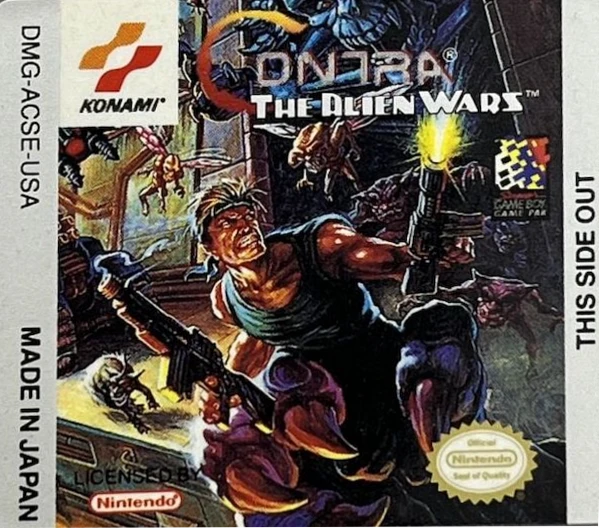 DMG-ACSE-USA
MADE IN JAPAN
KONAMI®
CONTRA®
THE ALIEN WARS™
GAME BOY
GAME PAK
THIS SIDE OUT
LICENSED BY
Nintendo®
Official
Nintendo
Seal of Quality